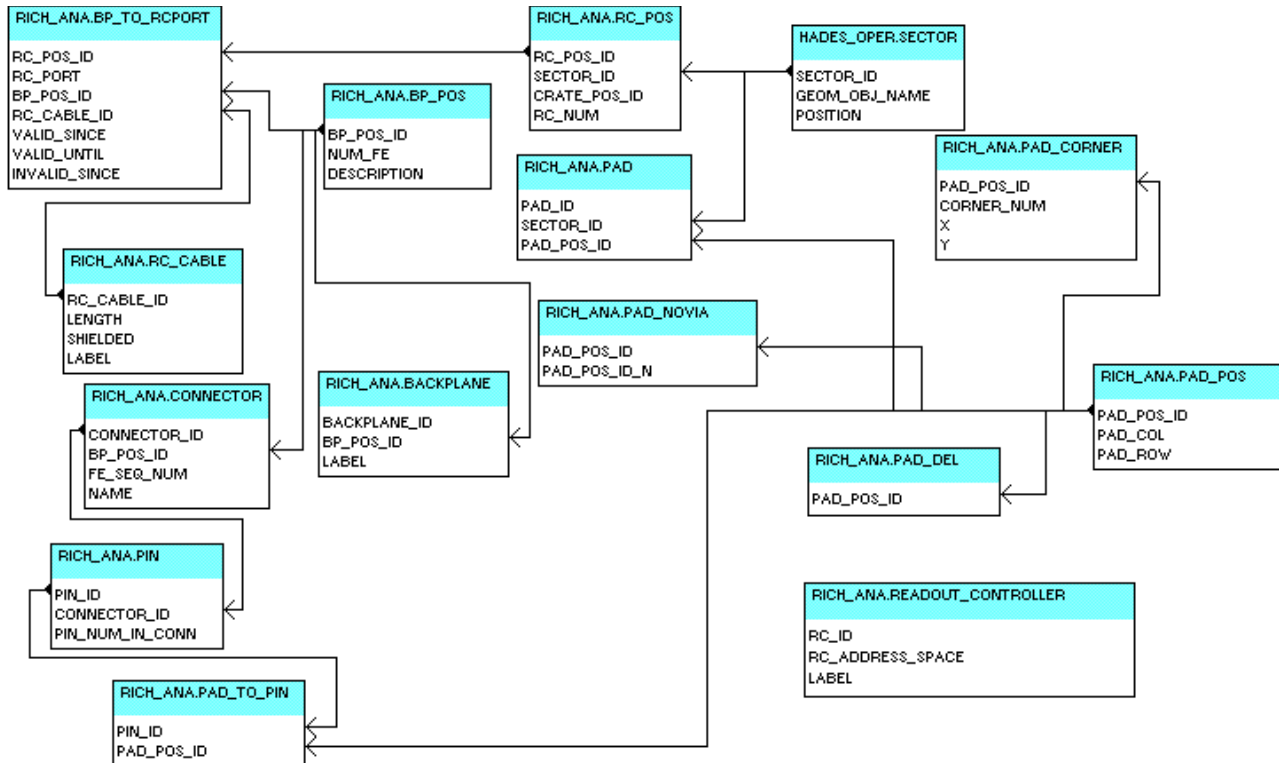 RICH_ANA.BP_TO_RCPORT
RC_POS_ID
RC_PORT
BP_POS_ID
RC_CABLE_ID
VALID_SINCE
VALID_UNTIL
INVALID_SINCE
RICH_ANA.BP_POS
BP_POS_ID
NUM_FE
DESCRIPTION
RICH_ANA.RC_POS
RC_POS_ID
SECTOR_ID
CRATE_POS_ID
RC_NUM
HADES_OPER.SECTOR
SECTOR_ID
GEOM_OBJ_NAME
POSITION
RICH_ANA.PAD_CORNER
PAD_POS_ID
CORNER_NUM
X
Y
RICH_ANA.PAD
PAD_ID
SECTOR_ID
PAD_POS_ID
RICH_ANA.RC_CABLE
RC_CABLE_ID
LENGTH
SHIELDED
LABEL
RICH_ANA.PAD_NOVIA
PAD_POS_ID
PAD_POS_ID_N
RICH_ANA.CONNECTOR
CONNECTOR_ID
BP_POS_ID
FE_SEQ_NUM
NAME
RICH_ANA.BACKPLANE
BACKPLANE_ID
BP_POS_ID
LABEL
RICH_ANA.PAD_POS
PAD_POS_ID
PAD_COL
PAD_ROW
RICH_ANA.PAD_DEL
PAD_POS_ID
RICH_ANA.PIN
PIN_ID
CONNECTOR_ID
PIN_NUM_IN_CONN
RICH_ANA.READOUT_CONTROLLER
RC_ID
RC_ADDRESS_SPACE
LABEL
RICH_ANA.PAD_TO_PIN
PIN_ID
PAD_POS_ID